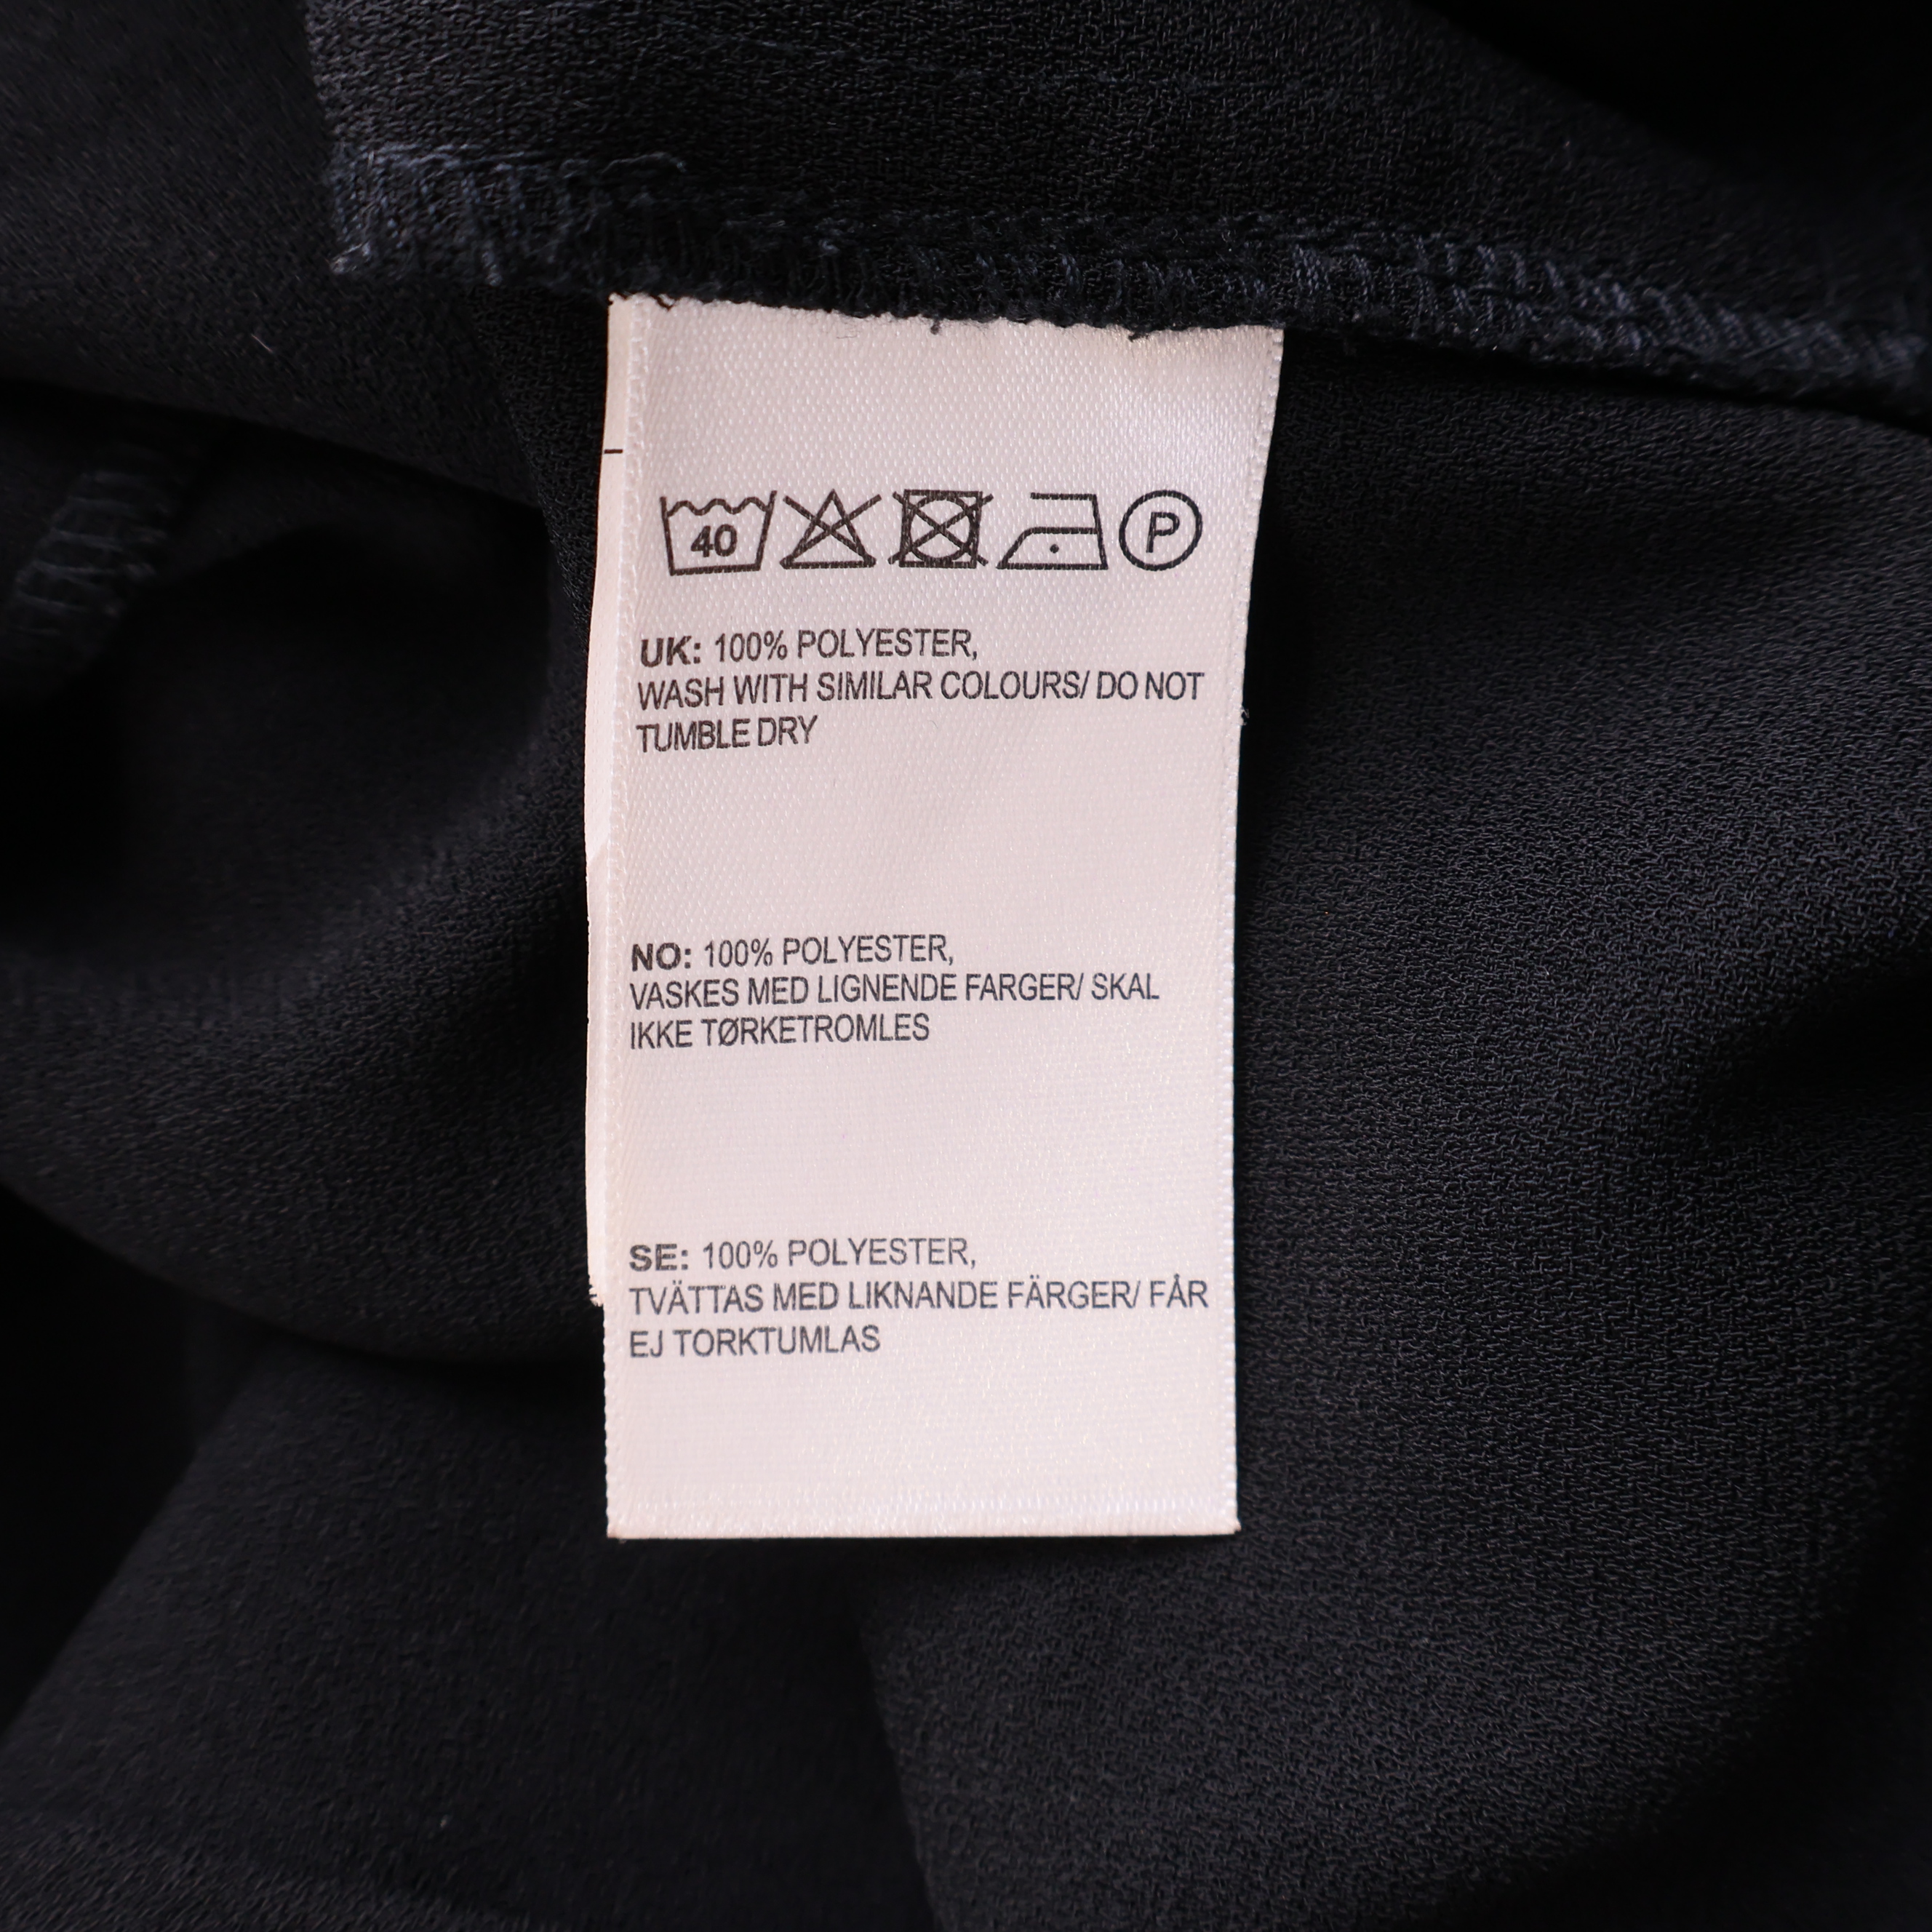 40 P
UK: 100% POLYESTER,
WASH WITH SIMILAR COLOURS/ DO NOT
TUMBLE DRY
NO: 100% POLYESTER,
VASKES MED LIGNENDE FARGER/ SKAL
IKKE TØRKETROMLES
SE: 100% POLYESTER,
TVÄTTAS MED LIKNANDE FÄRGER/ FÅR
EJ TORKTUMLAS